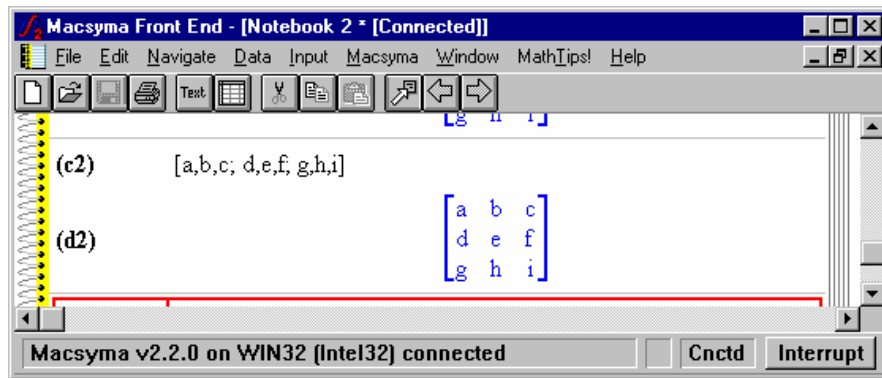 Macsyma Front End - [Notebook 2 * [Connected]]
File Edit Navigate Data Input Macsyma Window MathTips! Help
Text
g h i
(c2) [a,b,c; d,e,f; g,h,i]
a b c
(d2) d e f
g h i
Macsyma v2.2.0 on WIN32 (Intel32) connected Cnctd Interrupt